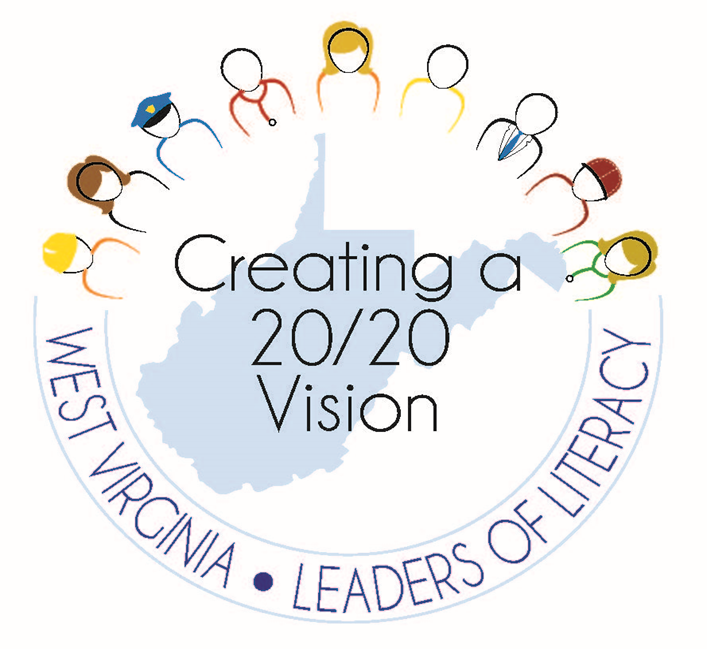 Creating a
20/20
Vision
WEST VIRGINIA • LEADERS OF LITERACY